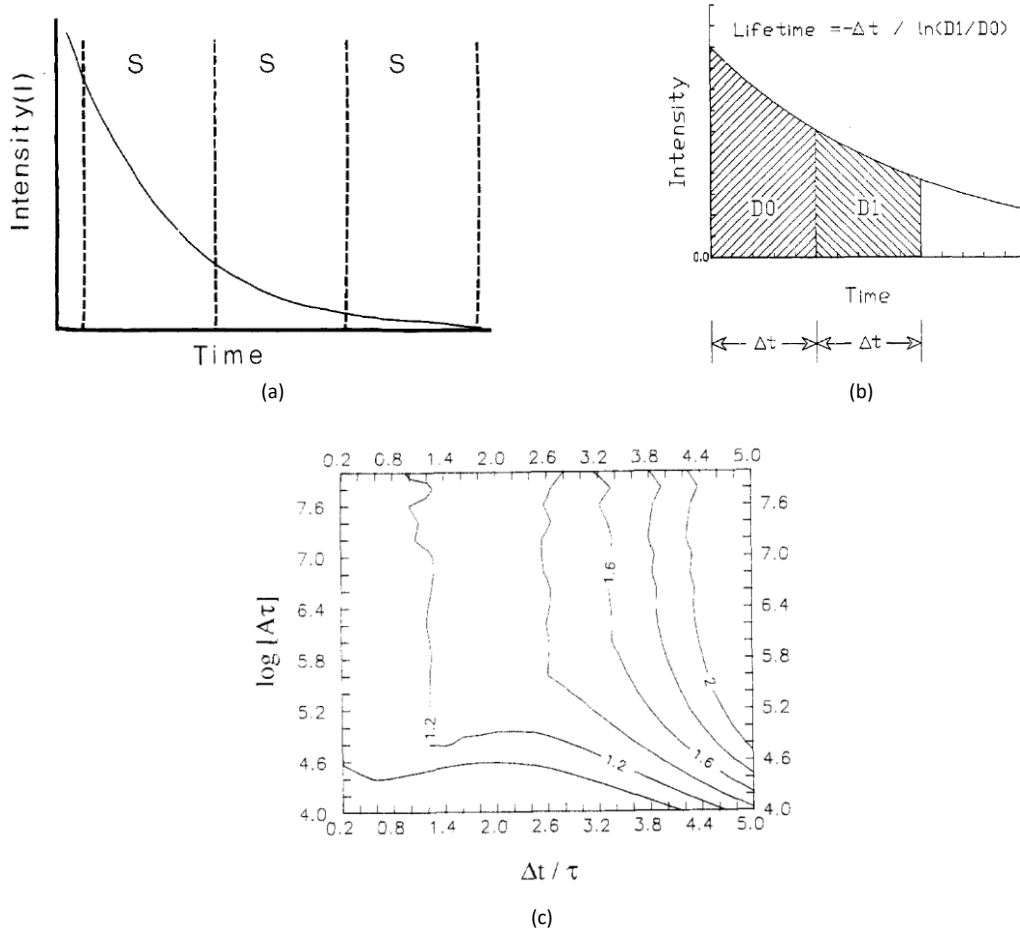 S S S
Intensity(I)
Time
(a)
Lifetime =-Δt / ln(D1/D0)
Intensity
D0 D1
0.0
Time
Δt Δt
(b)
0.2 0.8 1.4 2.0 2.6 3.2 3.8 4.4 5.0
7.6 7.6
7.0 7.0
6.4 6.4
5.8 5.8
5.2 5.2
4.6 4.6
4.0 4.0
1.2
1.6
2
1.2
1.6
log [Aτ]
0.2 0.8 1.4 2.0 2.6 3.2 3.8 4.4 5.0
Δt / τ
(c)